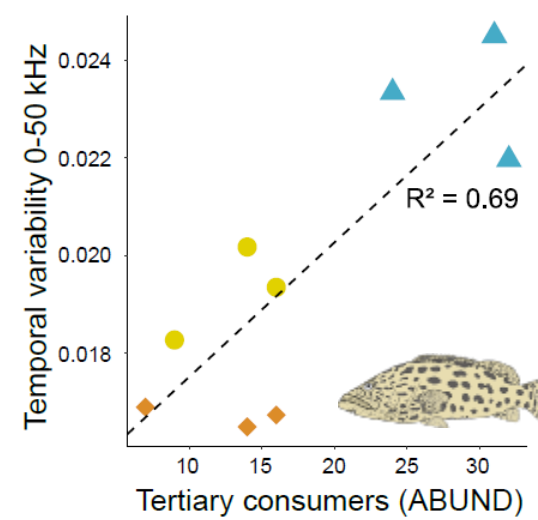 Temporal variability 0-50 kHz
0.024
0.022
0.020
0.018
R² = 0.69
10 15 20 25 30
Tertiary consumers (ABUND)